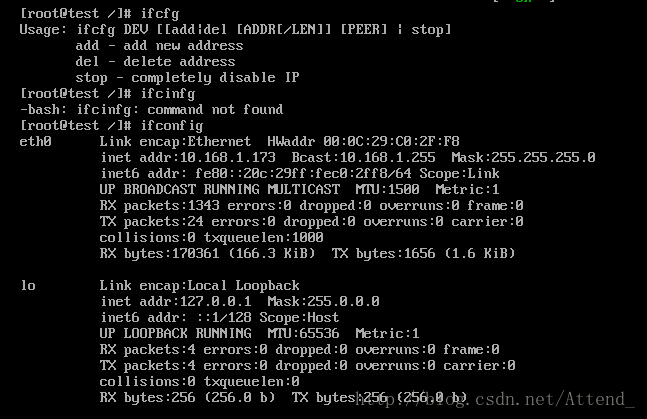 [root@test /]# ifcfg
Usage: ifcfg DEV [[add|del [ADDR[/LEN]] [PEER] | stop]
add - add new address
del - delete address
stop - completely disable IP
[root@test /]# ifcinfg
-bash: ifcinfg: command not found
[root@test /]# ifconfig
eth0 Link encap:Ethernet HWaddr 00:0C:29:C0:2F:F8
inet addr:10.168.1.173 Bcast:10.168.1.255 Mask:255.255.255.0
inet6 addr: fe80::20c:29ff:fec0:2ff8/64 Scope:Link
UP BROADCAST RUNNING MULTICAST MTU:1500 Metric:1
RX packets:1343 errors:0 dropped:0 overruns:0 frame:0
TX packets:24 errors:0 dropped:0 overruns:0 carrier:0
collisions:0 txqueuelen:1000
RX bytes:170361 (166.3 KiB) TX bytes:1656 (1.6 KiB)
lo Link encap:Local Loopback
inet addr:127.0.0.1 Mask:255.0.0.0
inet6 addr: ::1/128 Scope:Host
UP LOOPBACK RUNNING MTU:65536 Metric:1
RX packets:4 errors:0 dropped:0 overruns:0 frame:0
TX packets:4 errors:0 dropped:0 overruns:0 carrier:0
collisions:0 txqueuelen:0
RX bytes:256 (256.0 b) TX bytes:256 (256.0 b)
http://blog.csdn.net/Attend_